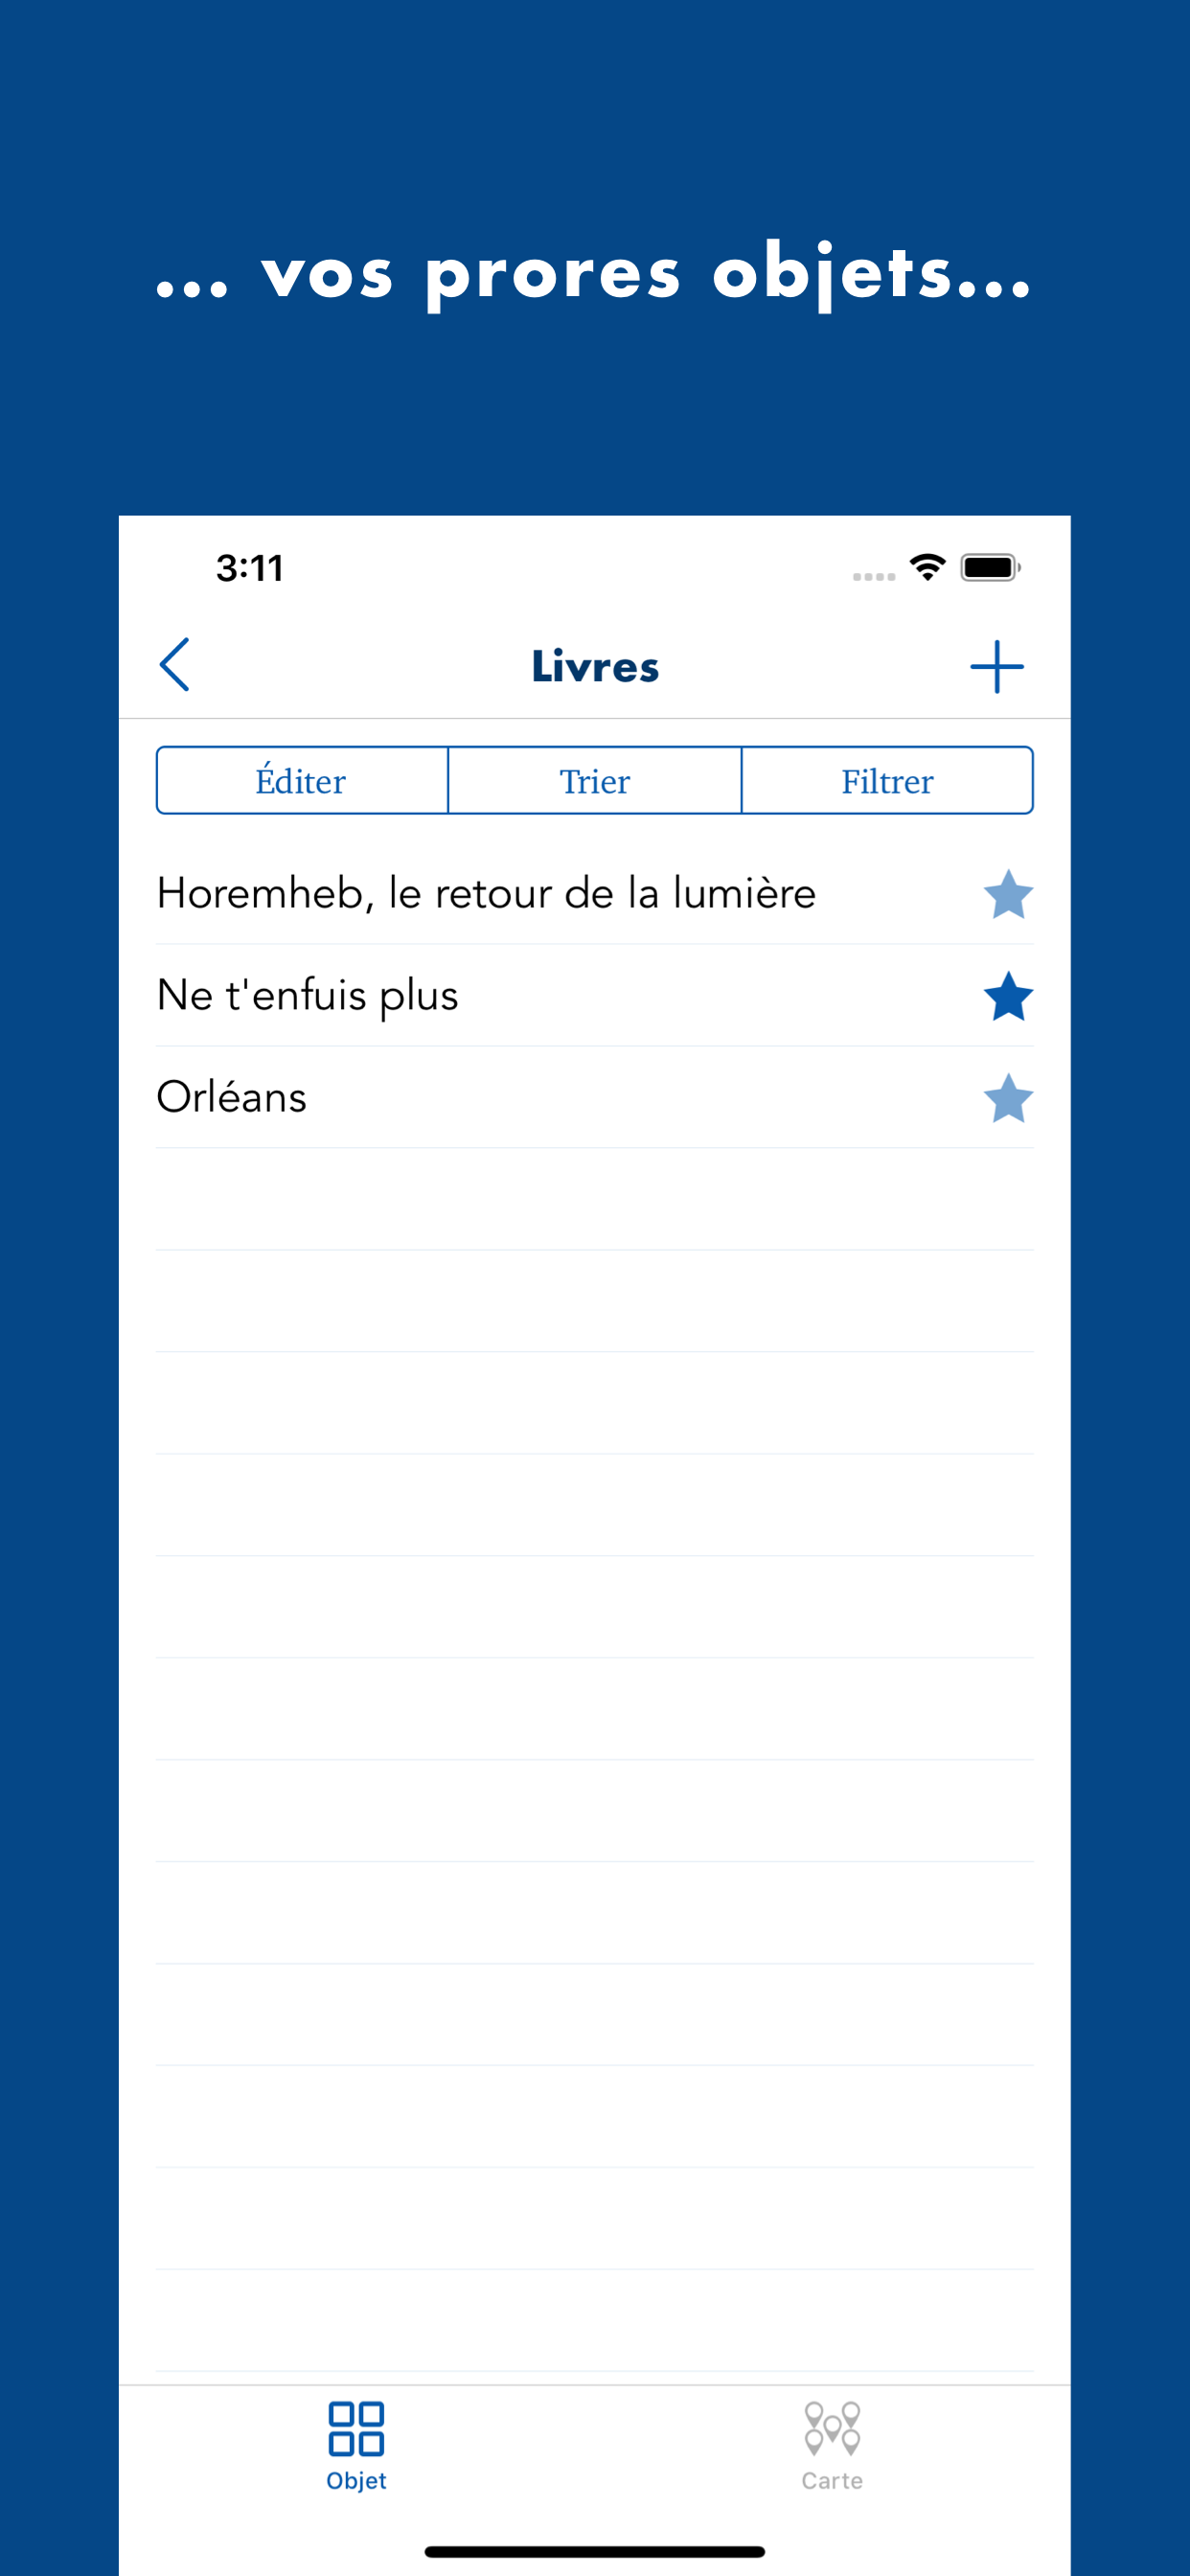 ... vos prores objets...
3:11
Livres
Éditer Trier Filtrer
Horemheb, le retour de la lumière
Ne t'enfuis plus
Orléans
Objet Carte